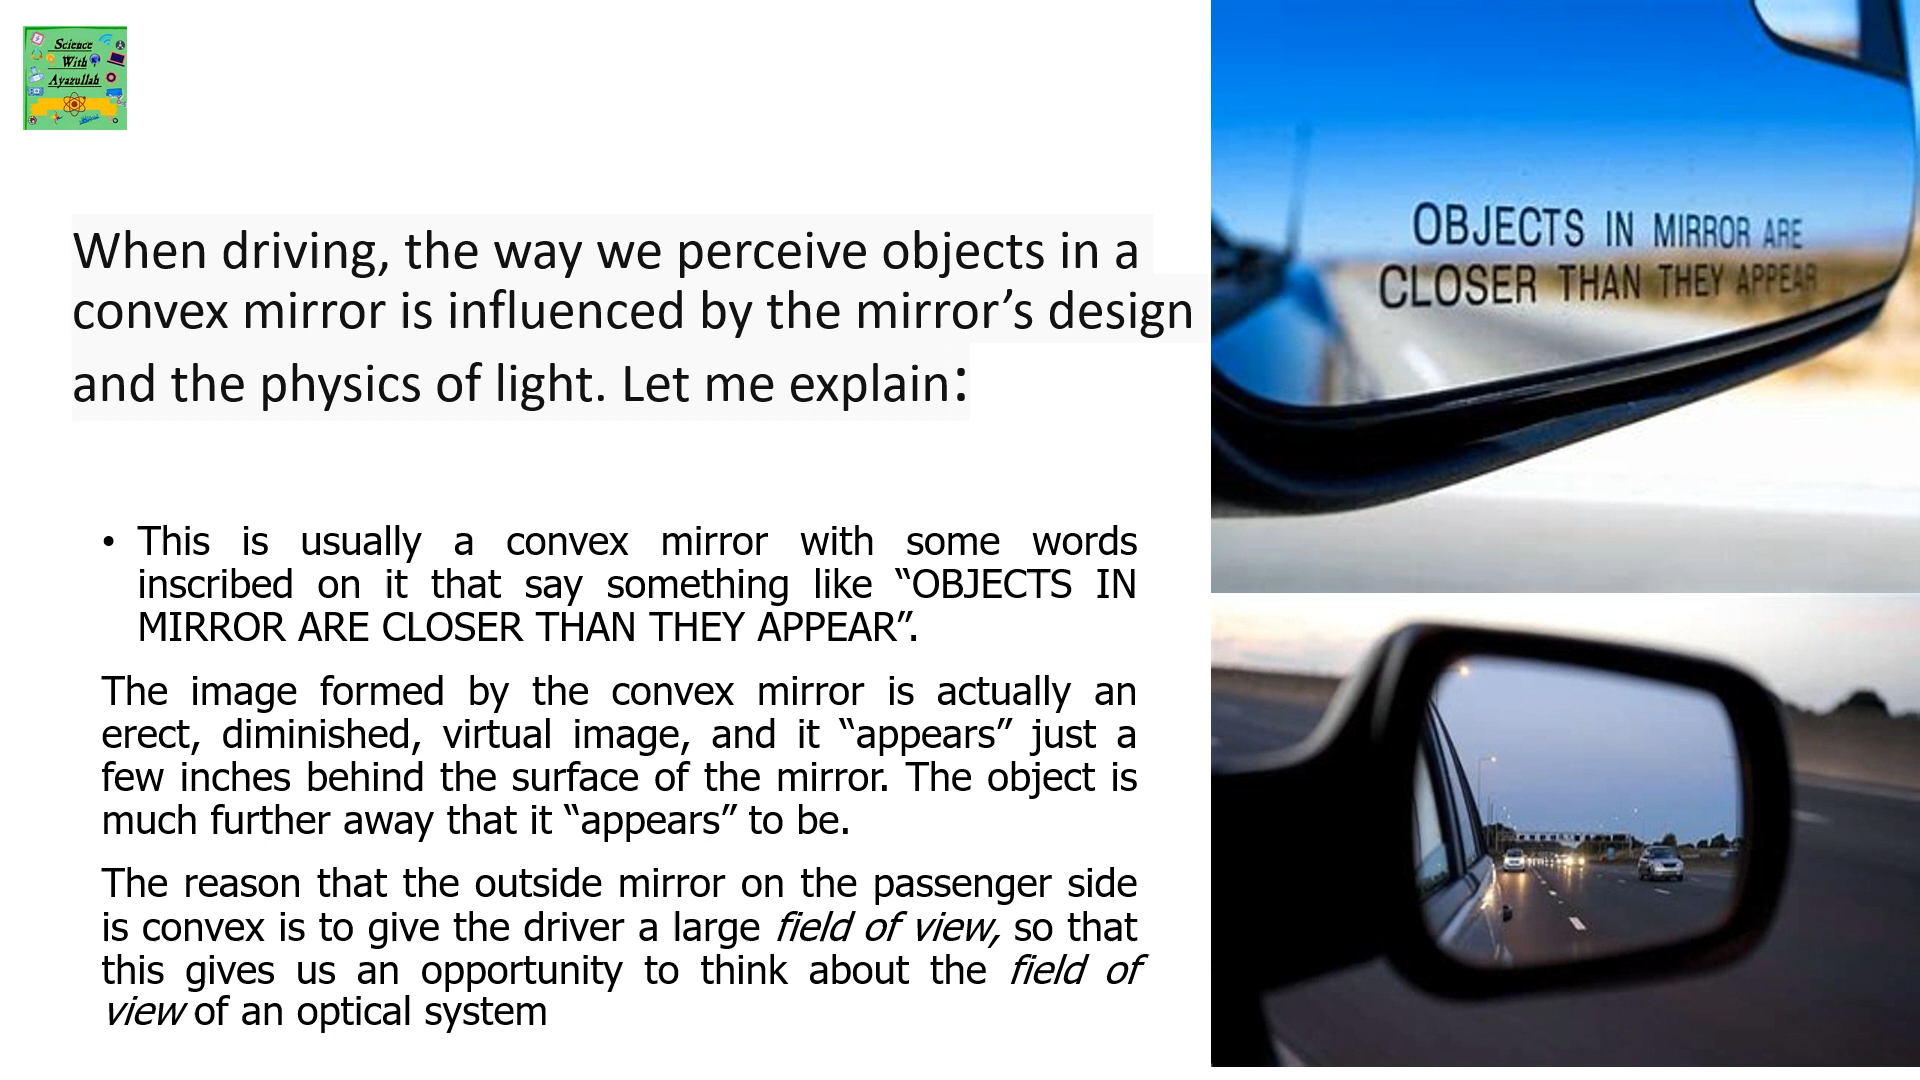 Science
With
Ayazullah
When driving, the way we perceive objects in a
convex mirror is influenced by the mirror’s design
and the physics of light. Let me explain:
• This is usually a convex mirror with some words
inscribed on it that say something like “OBJECTS IN
MIRROR ARE CLOSER THAN THEY APPEAR”.
The image formed by the convex mirror is actually an
erect, diminished, virtual image, and it “appears” just a
few inches behind the surface of the mirror. The object is
much further away that it “appears” to be.
The reason that the outside mirror on the passenger side
is convex is to give the driver a large field of view, so that
this gives us an opportunity to think about the field of
view of an optical system
OBJECTS IN MIRROR ARE
CLOSER THAN THEY APPEAR